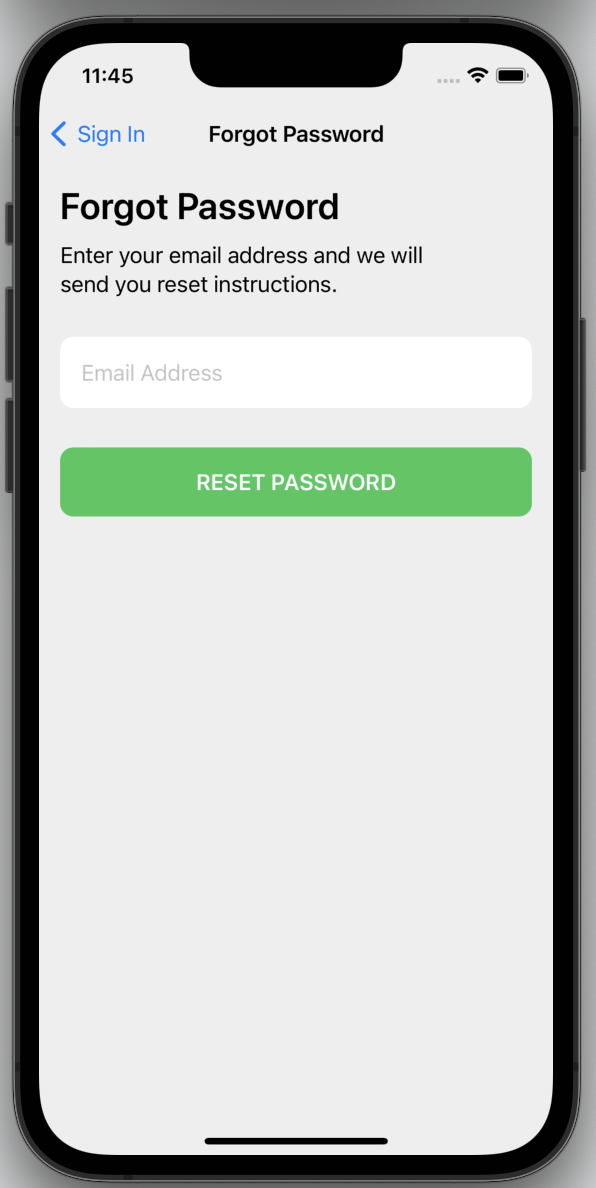 11:45
Sign In
Forgot Password
Forgot Password
Enter your email address and we will
send you reset instructions.
Email Address
RESET PASSWORD